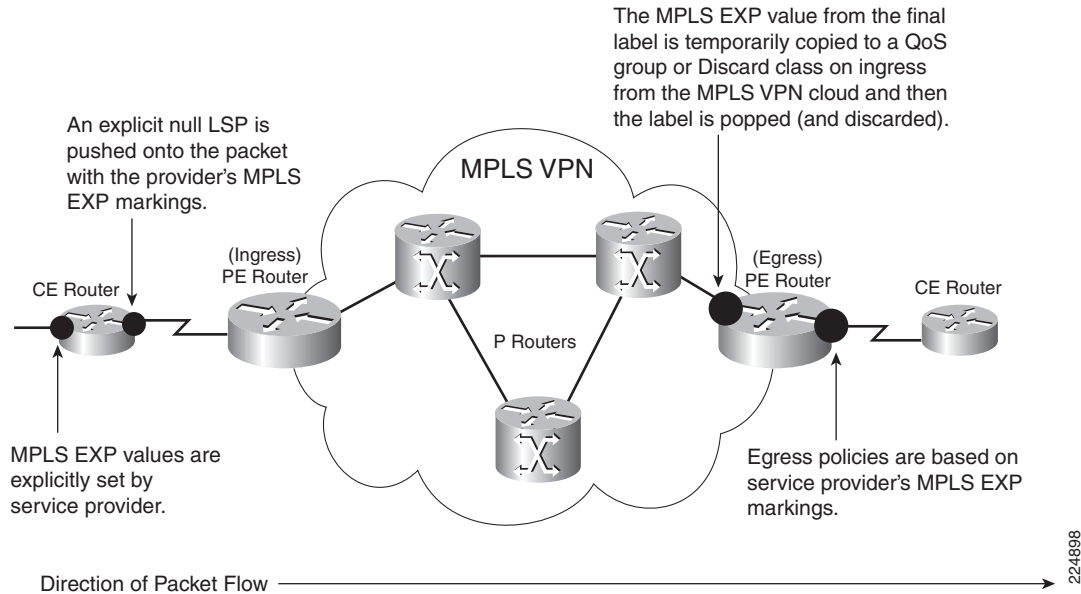 The MPLS EXP value from the final
label is temporarily copied to a QoS
group or Discard class on ingress
from the MPLS VPN cloud and then
the label is popped (and discarded).
An explicit null LSP is
pushed onto the packet
with the provider's MPLS
EXP markings.
MPLS VPN
(Ingress)
PE Router
(Egress)
PE Router
CE Router
CE Router
P Routers
MPLS EXP values are
explicitly set by
service provider.
Egress policies are based on
service provider's MPLS EXP
markings.
Direction of Packet Flow
224898